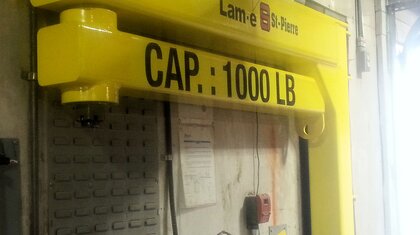 Lam-é St-Pierre
CAP. : 1000 LB